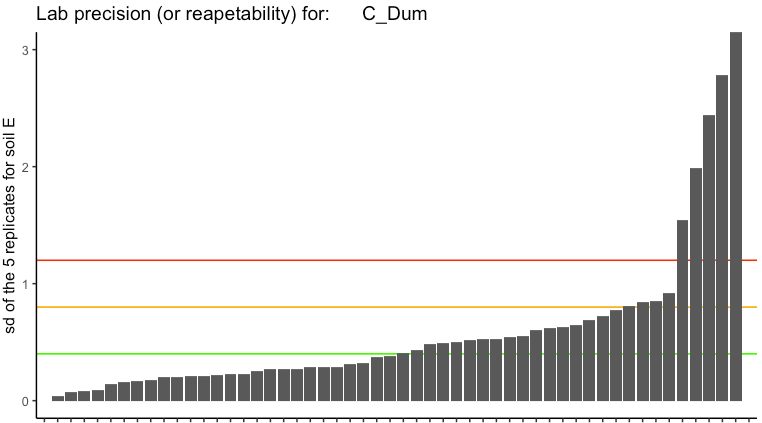 Lab precision (or reapetability) for: C_Dum
sd of the 5 replicates for soil E
3
2
1
0